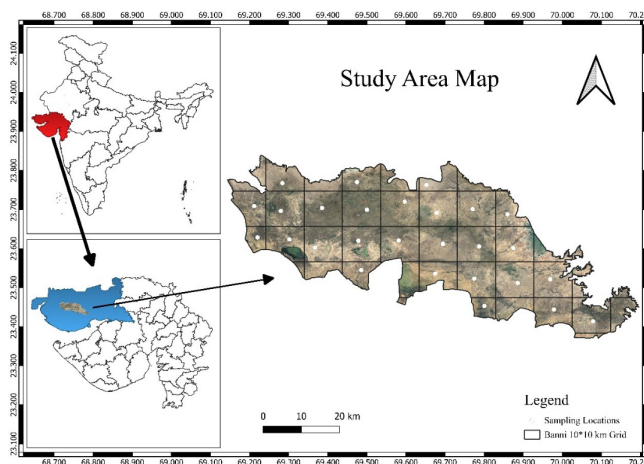 68.700 68.800 68.900 69.000 69.100 69.200 69.300 69.400 69.500 69.600 69.700 69.800 69.900 70.000 70.100 70.20
24.100
24.000
23.900
23.800
23.700
23.600
23.500
23.400
23.300
23.200
23.100
Study Area Map
0 10 20 km
Legend
Sampling Locations
Banni 10*10 km Grid
68.700 68.800 68.900 69.000 69.100 69.200 69.300 69.400 69.500 69.600 69.700 69.800 69.900 70.000 70.100 70.20